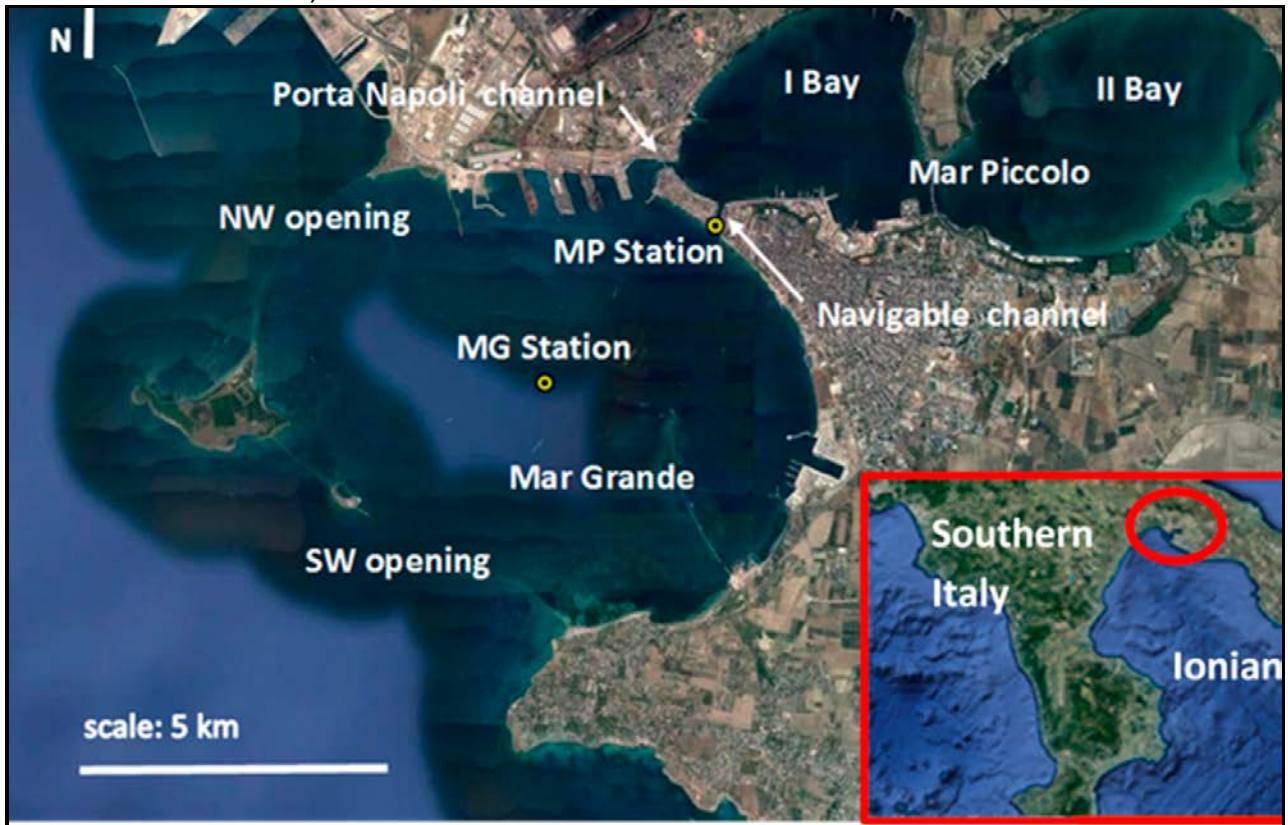 N
Porta Napoli channel
I Bay
II Bay
Mar Piccolo
NW opening
MP Station
Navigable channel
MG Station
Mar Grande
SW opening
scale: 5 km
Southern
Italy
Ionian